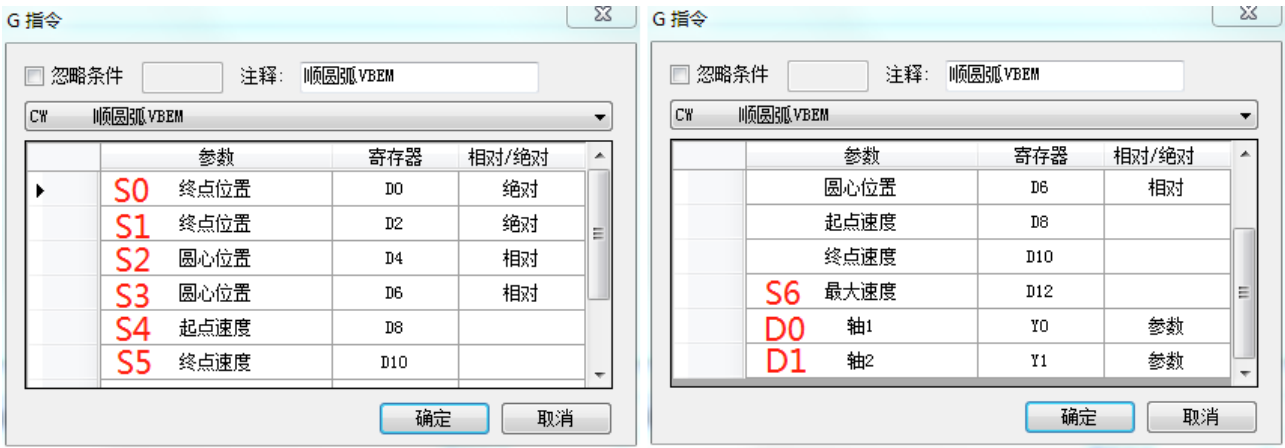 G 指令
忽略条件 注释: 顺圆弧VBEM
CW 顺圆弧VBEM
参数 寄存器 相对/绝对
S0 终点位置 D0 绝对
S1 终点位置 D2 绝对
S2 圆心位置 D4 相对
S3 圆心位置 D6 相对
S4 起点速度 D8
S5 终点速度 D10
确定 取消
G 指令
忽略条件 注释: 顺圆弧VBEM
CW 顺圆弧VBEM
参数 寄存器 相对/绝对
圆心位置 D6 相对
起点速度 D8
终点速度 D10
S6 最大速度 D12
D0 轴1 Y0 参数
D1 轴2 Y1 参数
确定 取消